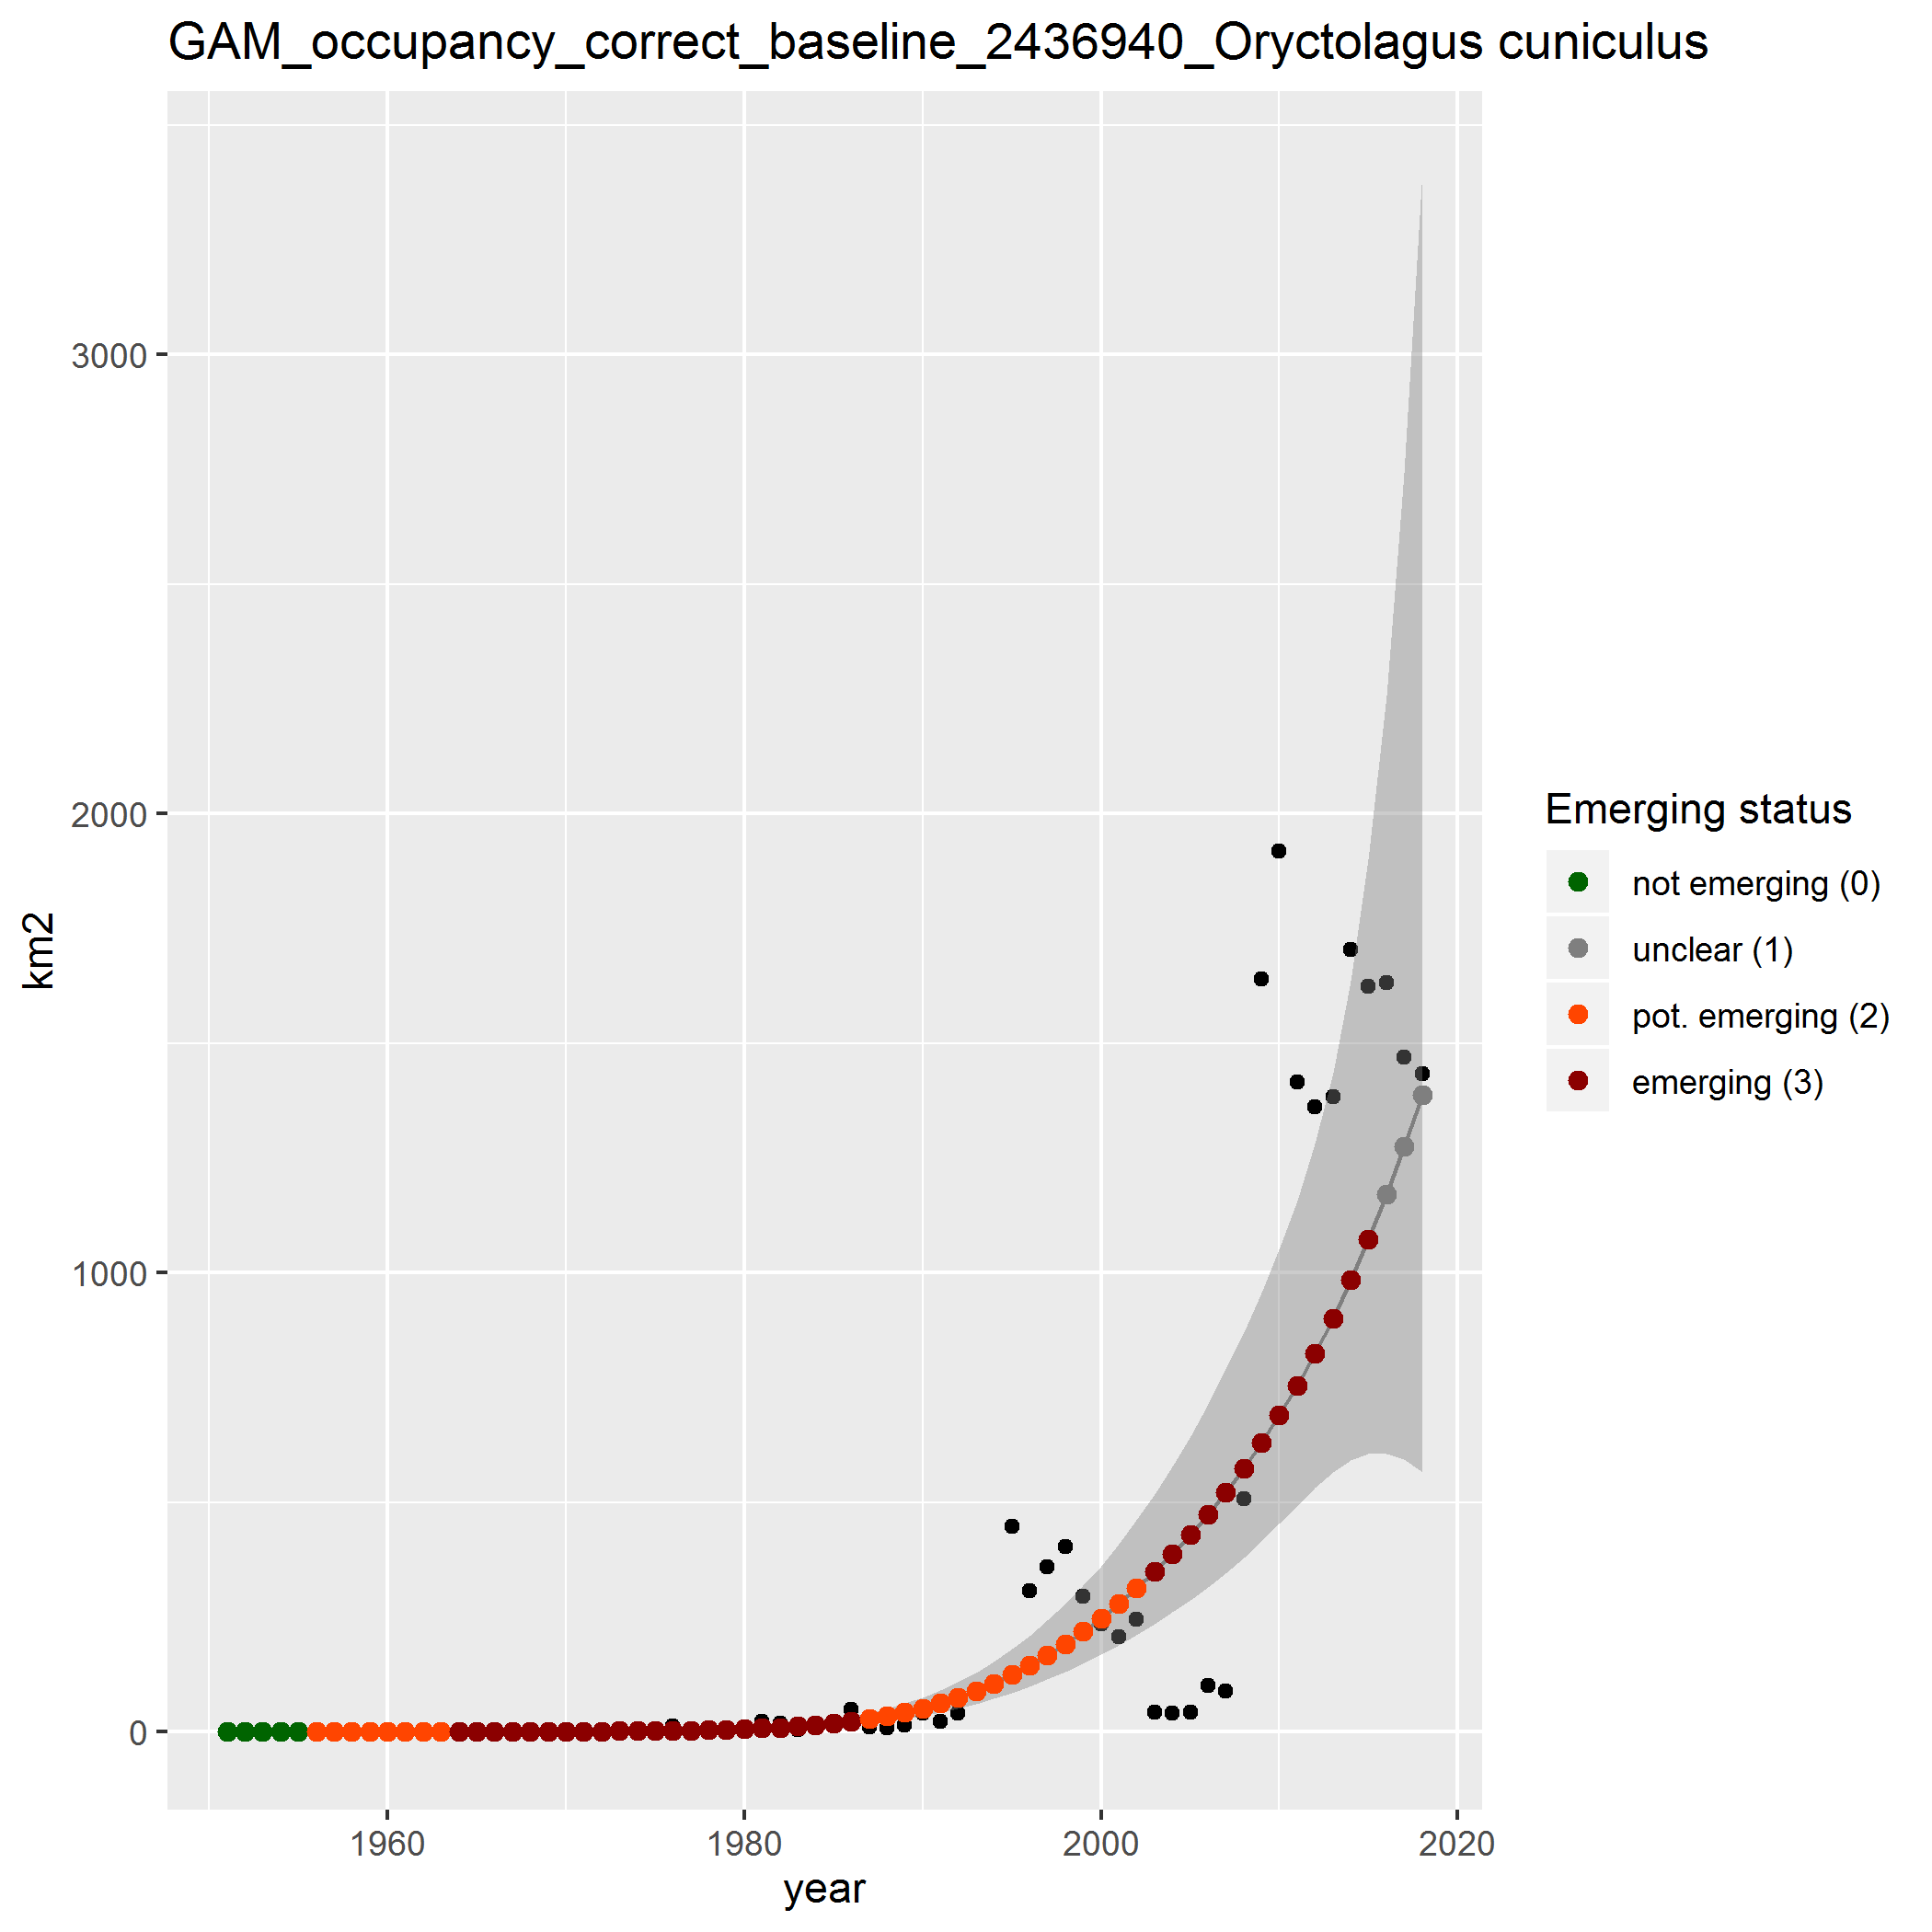 GAM_occupancy_correct_baseline_2436940_Oryctolagus cuniculus
3000
2000
1000
0
km2
1960
1980
2000
2020
year
Emerging status
not emerging (0)
unclear (1)
pot. emerging (2)
emerging (3)